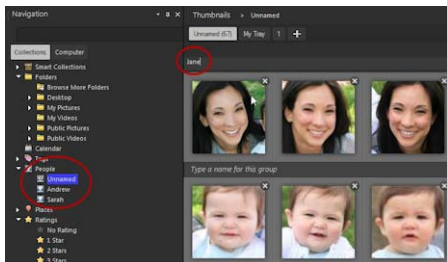 Navigation
Collections Computer
Smart Collections
Folders
Browse More Folders
Desktop
My Pictures
My Videos
Public Pictures
Public Videos
Calendar
Tags
People
Unnamed
Andrew
Sarah
Places
Ratings
No Rating
1 Star
2 Stars
3 Stars
Thumbnails > Unnamed
Unnamed (67) My Tray 1 +
Jane
Type a name for this group